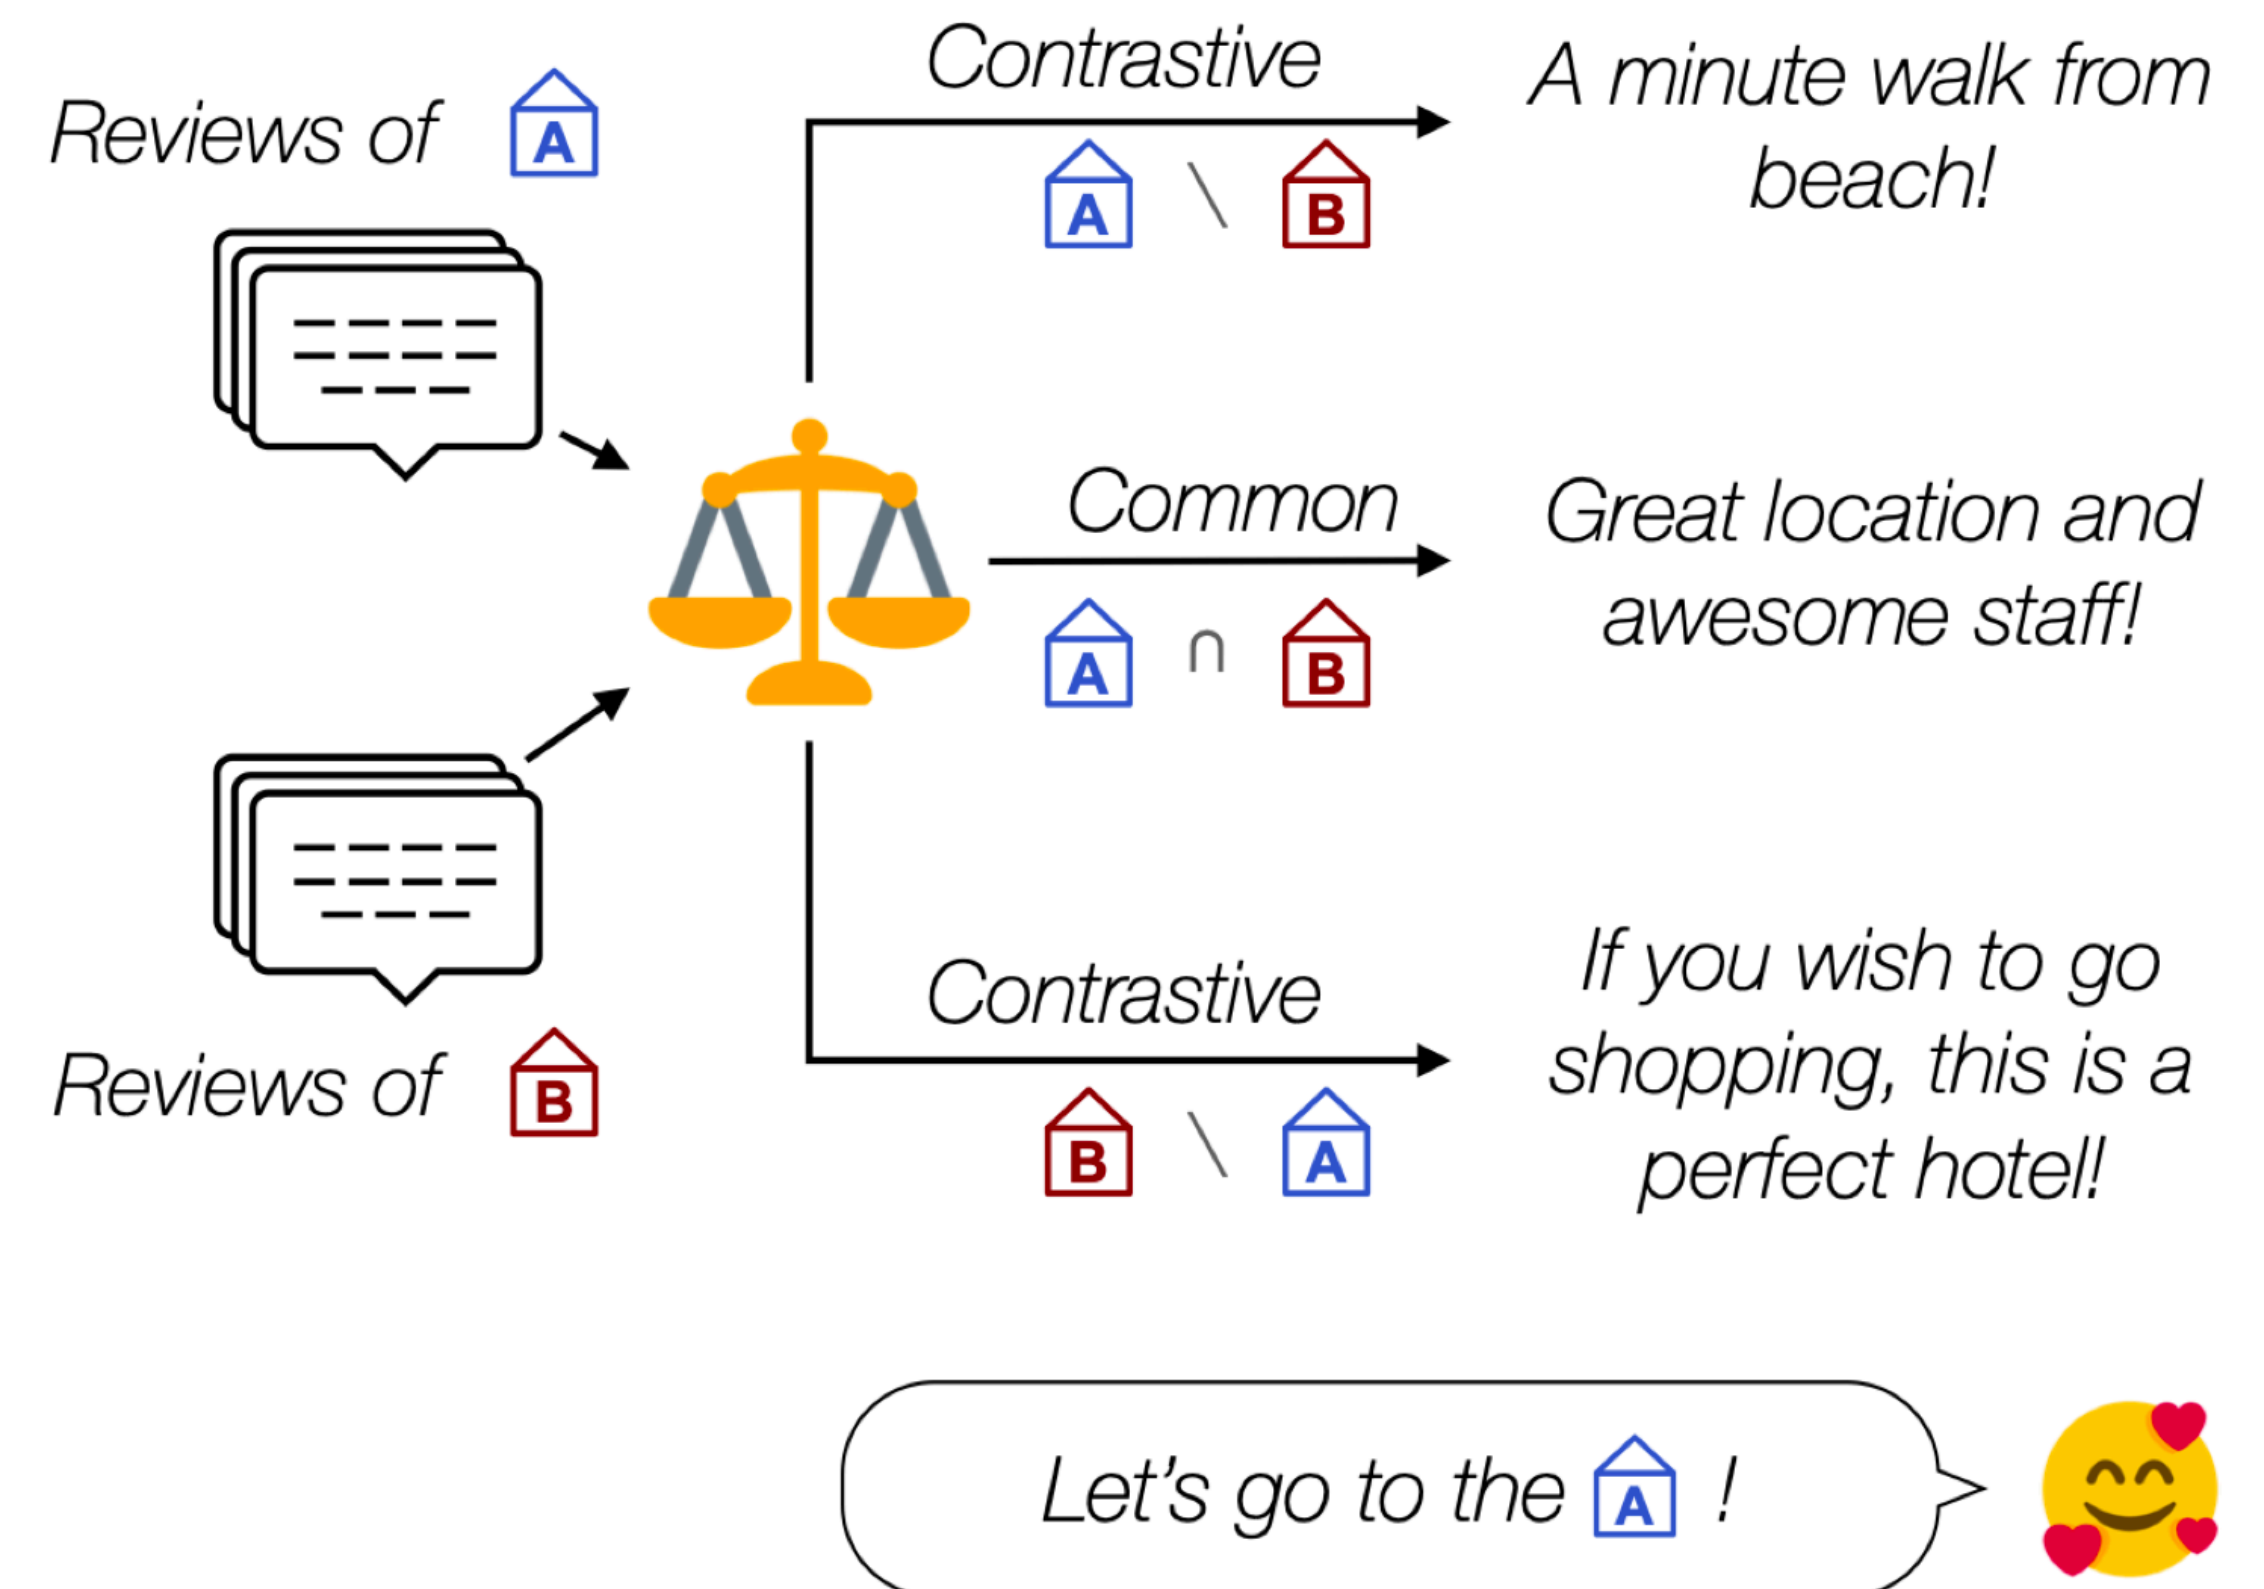 Reviews of A
Contrastive
A \ B
A minute walk from
beach!
Common
A ∩ B
Great location and
awesome staff!
Reviews of B
Contrastive
B \ A
If you wish to go
shopping, this is a
perfect hotel!
Let's go to the A !